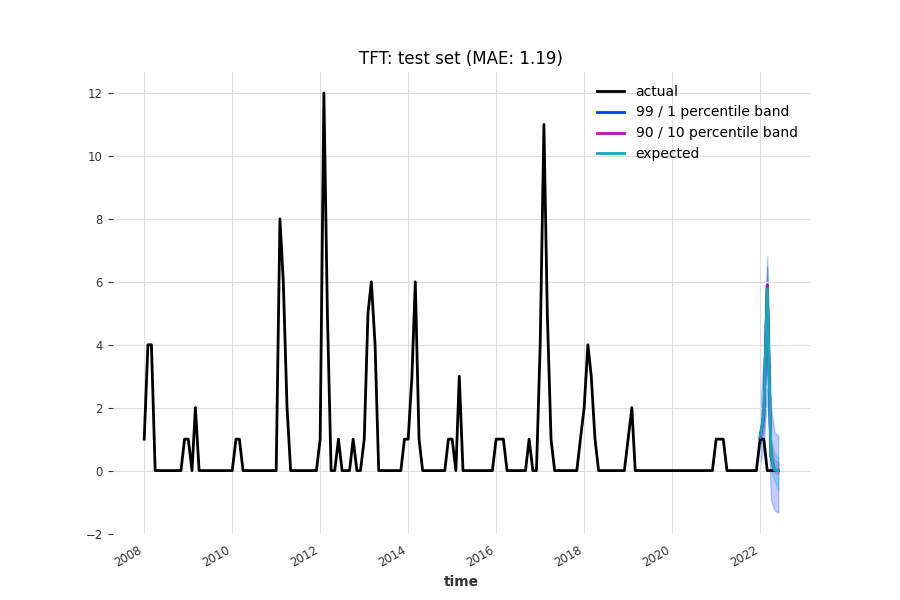 TFT: test set (MAE: 1.19)
actual
99 / 1 percentile band
90 / 10 percentile band
expected
12
10
8
6
4
2
0
−2
2008
2010
2012
2014
2016
2018
2020
2022
time